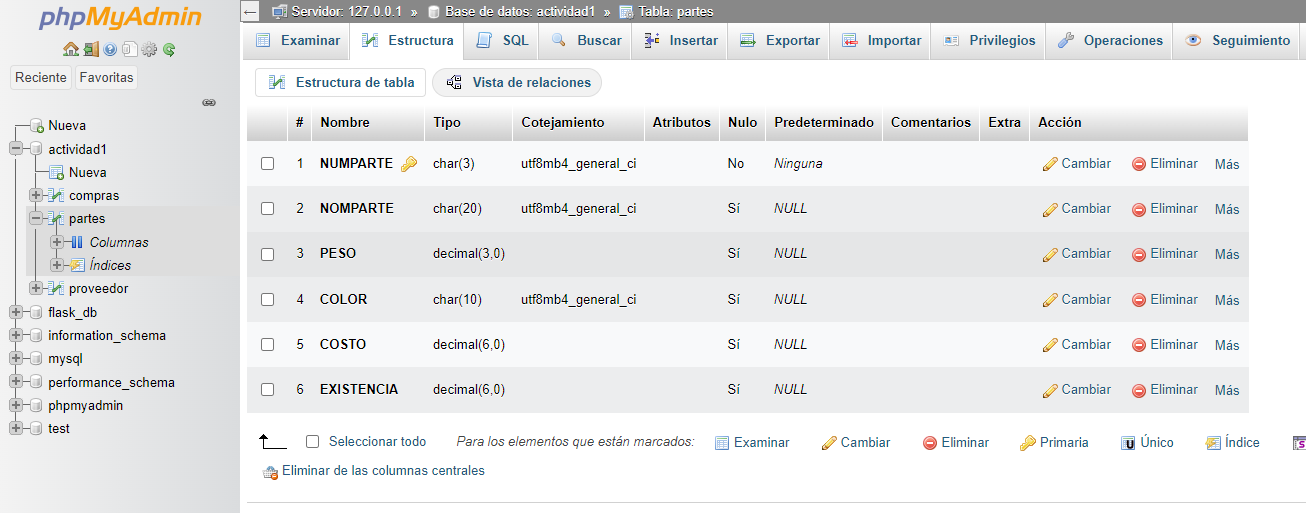 phpMyAdmin
Reciente Favoritas
Nueva
actividad1
Nueva
compras
partes
Columnas
Índices
proveedor
flask_db
information_schema
mysql
performance_schema
phpmyadmin
test
Servidor: 127.0.0.1 » Base de datos: actividad1 » Tabla: partes
Examinar Estructura SQL Buscar Insertar Exportar Importar Privilegios Operaciones Seguimiento
Estructura de tabla Vista de relaciones
# Nombre Tipo Cotejamiento Atributos Nulo Predeterminado Comentarios Extra Acción
1 NUMPARTE char(3) utf8mb4_general_ci No Ninguna Cambiar Eliminar Más
2 NOMPARTE char(20) utf8mb4_general_ci Sí NULL Cambiar Eliminar Más
3 PESO decimal(3,0) Sí NULL Cambiar Eliminar Más
4 COLOR char(10) utf8mb4_general_ci Sí NULL Cambiar Eliminar Más
5 COSTO decimal(6,0) Sí NULL Cambiar Eliminar Más
6 EXISTENCIA decimal(6,0) Sí NULL Cambiar Eliminar Más
Seleccionar todo Para los elementos que están marcados: Examinar Cambiar Eliminar Primaria Único Índice
Eliminar de las columnas centrales